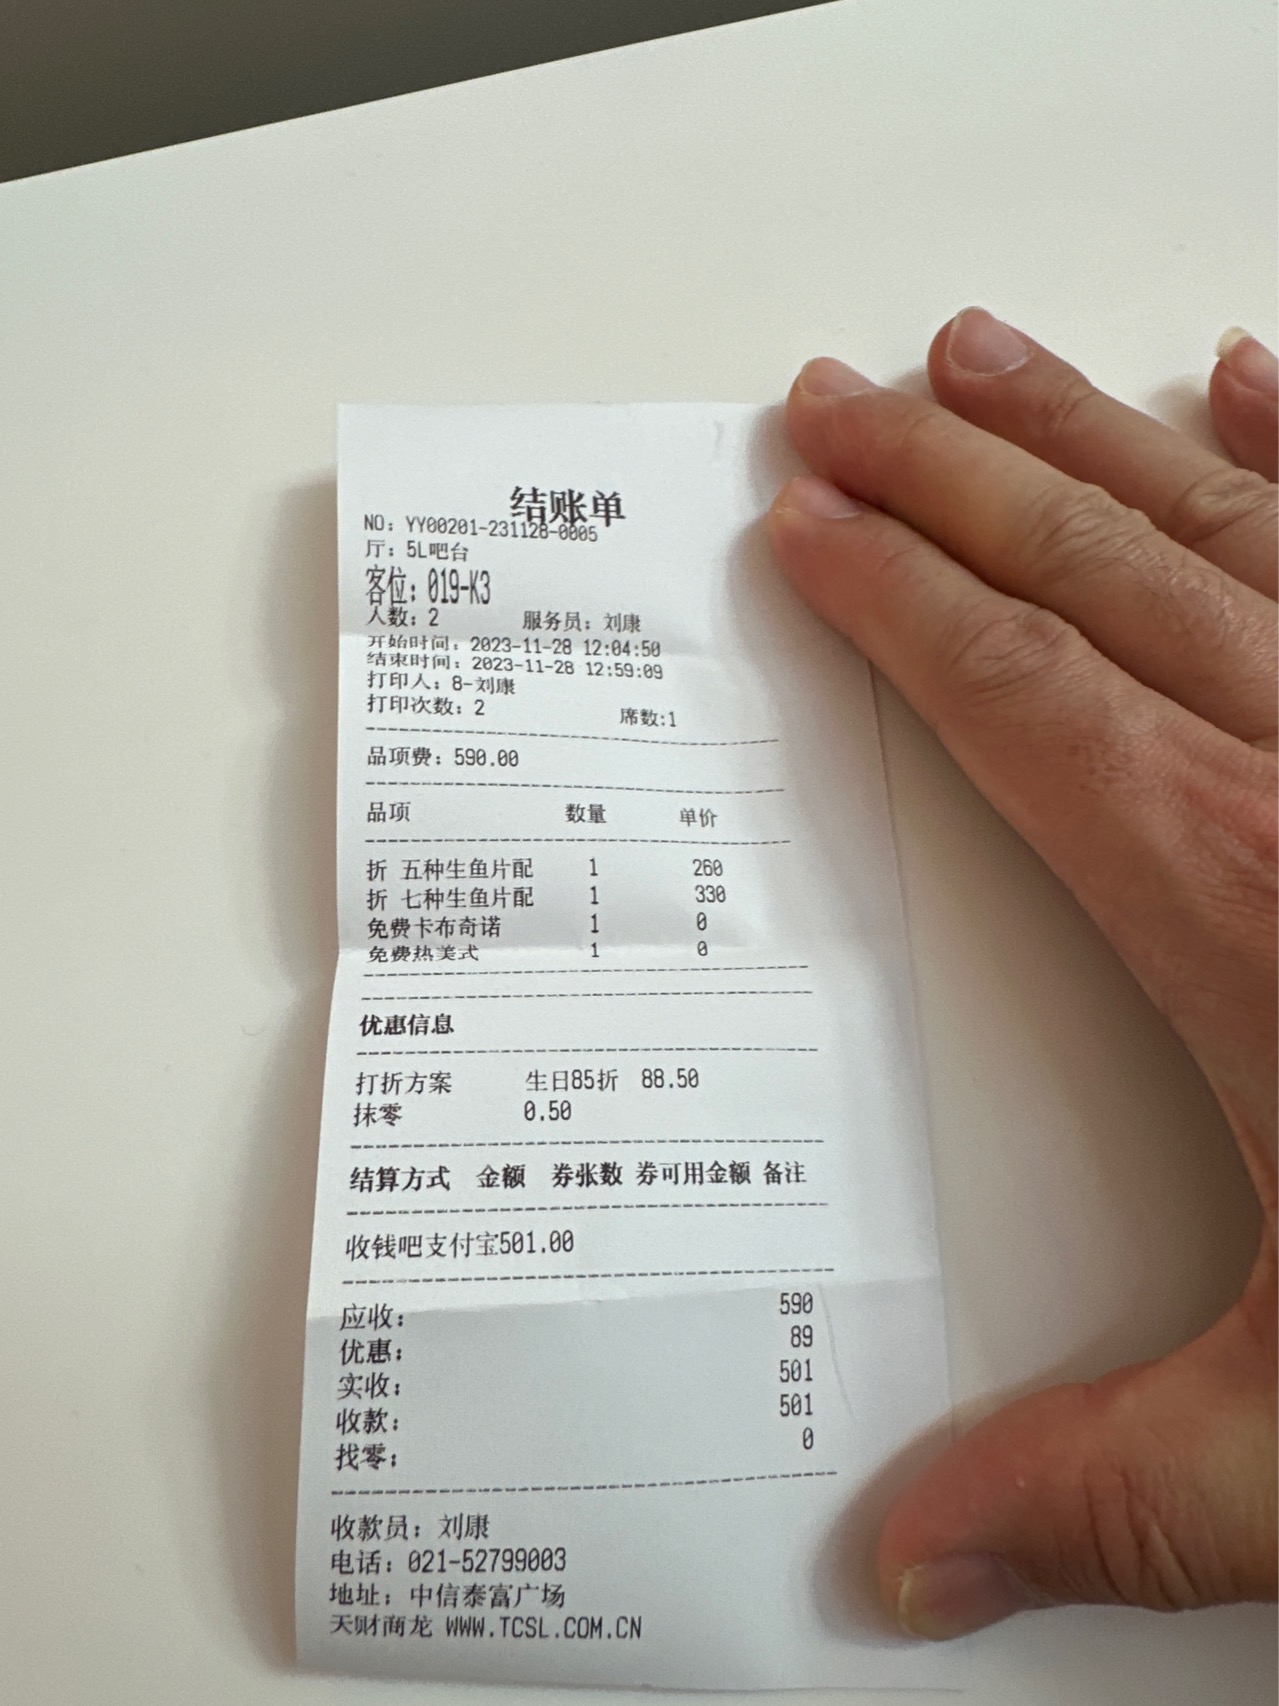 结账单
NO: YY00201-231128-0005
厅: 5L吧台
客位: 019-K3
人数: 2 服务员: 刘康
开始时间: 2023-11-28 12:04:50
结束时间: 2023-11-28 12:59:09
打印人: 8-刘康
打印次数: 2 席数:1
品项费: 590.00
品项 数量 单价
折 五种生鱼片配 1 260
折 七种生鱼片配 1 330
免费卡布奇诺 1 0
免费热美式 1 0
优惠信息
打折方案 生日85折 88.50
抹零 0.50
结算方式 金额 券张数 券可用金额 备注
收钱吧支付宝501.00
应收: 590
优惠: 89
实收: 501
收款: 501
找零: 0
收款员: 刘康
电话: 021-52799003
地址: 中信泰富广场
天财商龙 WWW.TCSL.COM.CN